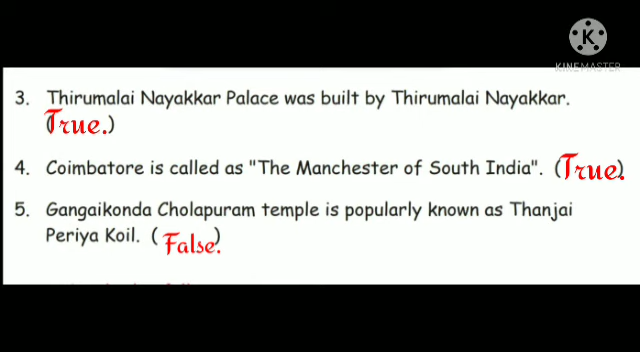 KINEMASTER
3. Thirumalai Nayakkar Palace was built by Thirumalai Nayakkar.
(True.)
4. Coimbatore is called as "The Manchester of South India". (True.)
5. Gangaikonda Cholapuram temple is popularly known as Thanjai
Periya Koil. (False.)